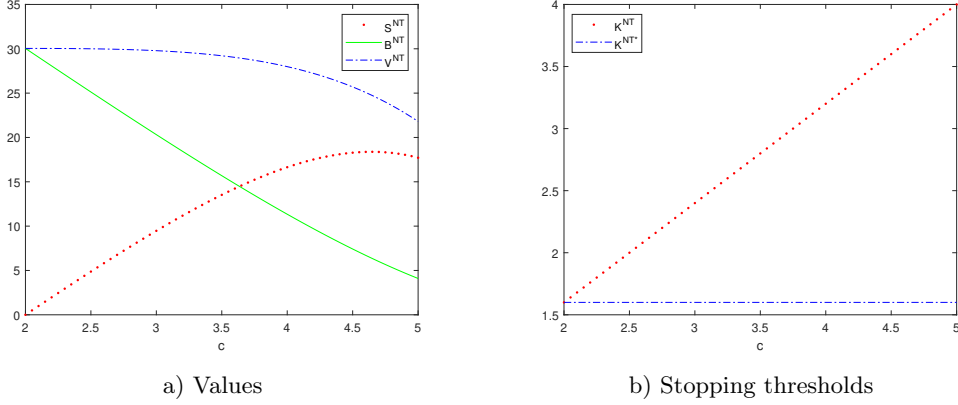 35
30
25
20
15
10
5
0
2 2.5 3 3.5 4 4.5 5
c
S^NT
B^NT
V^NT
a) Values
4
3.5
3
2.5
2
1.5
2 2.5 3 3.5 4 4.5 5
c
K^NT
K^NT*
b) Stopping thresholds